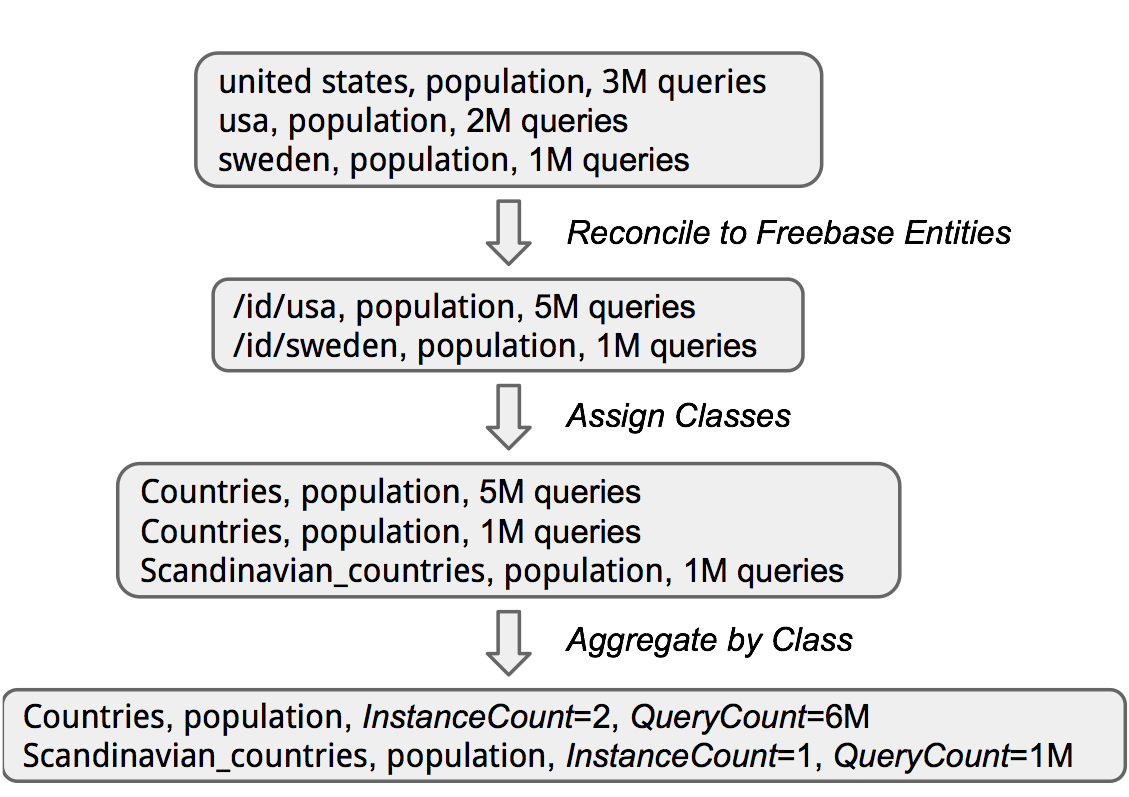 united states, population, 3M queries
usa, population, 2M queries
sweden, population, 1M queries
Reconcile to Freebase Entities
/id/usa, population, 5M queries
/id/sweden, population, 1M queries
Assign Classes
Countries, population, 5M queries
Countries, population, 1M queries
Scandinavian_countries, population, 1M queries
Aggregate by Class
Countries, population, InstanceCount=2, QueryCount=6M
Scandinavian_countries, population, InstanceCount=1, QueryCount=1M